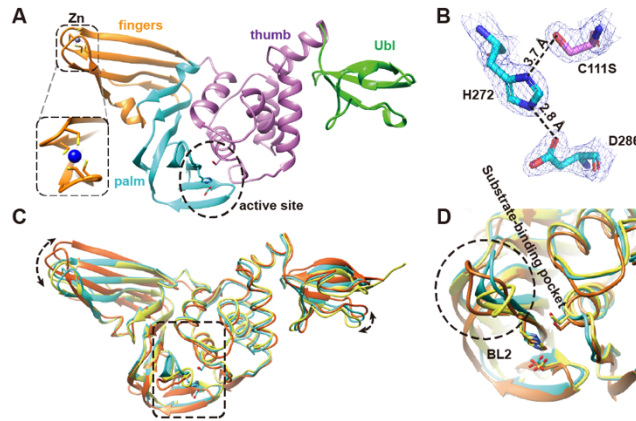 A
Zn
fingers
thumb
Ubl
palm
active site
B
3.7 Å
C111S
H272
2.8 Å
D286
C
D
Substrate-binding pocket
BL2